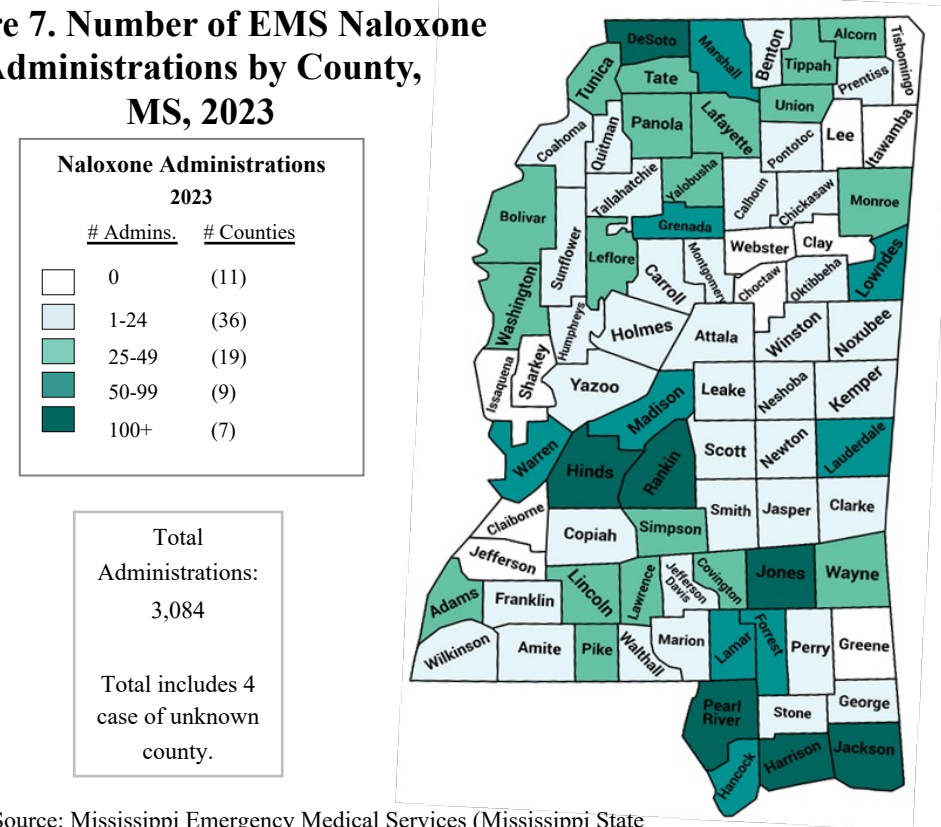 re 7. Number of EMS Naloxone
Administrations by County,
MS, 2023
Naloxone Administrations
2023
# Admins. # Counties
0 (11)
1-24 (36)
25-49 (19)
50-99 (9)
100+ (7)
Total
Administrations:
3,084
Total includes 4
case of unknown
county.
DeSoto
Marshall
Benton
Tippah
Alcorn
Tishomingo
Prentiss
Tunica
Tate
Union
Panola
Lafayette
Pontotoc
Lee
Itawamba
Coahoma
Quitman
Tallahatchie
Yalobusha
Calhoun
Chickasaw
Monroe
Bolivar
Sunflower
Leflore
Grenada
Webster
Clay
Lowndes
Washington
Carroll
Montgomery
Choctaw
Oktibbeha
Humphreys
Holmes
Attala
Winston
Noxubee
Issaquena
Sharkey
Yazoo
Madison
Leake
Neshoba
Kemper
Warren
Hinds
Rankin
Scott
Newton
Lauderdale
Claiborne
Copiah
Simpson
Smith
Jasper
Clarke
Jefferson
Adams
Franklin
Lincoln
Lawrence
Jefferson
Davis
Covington
Jones
Wayne
Wilkinson
Amite
Pike
Walthall
Marion
Lamar
Forrest
Perry
Greene
Pearl
River
Stone
George
Hancock
Harrison
Jackson
Source: Mississippi Emergency Medical Services (Mississippi State